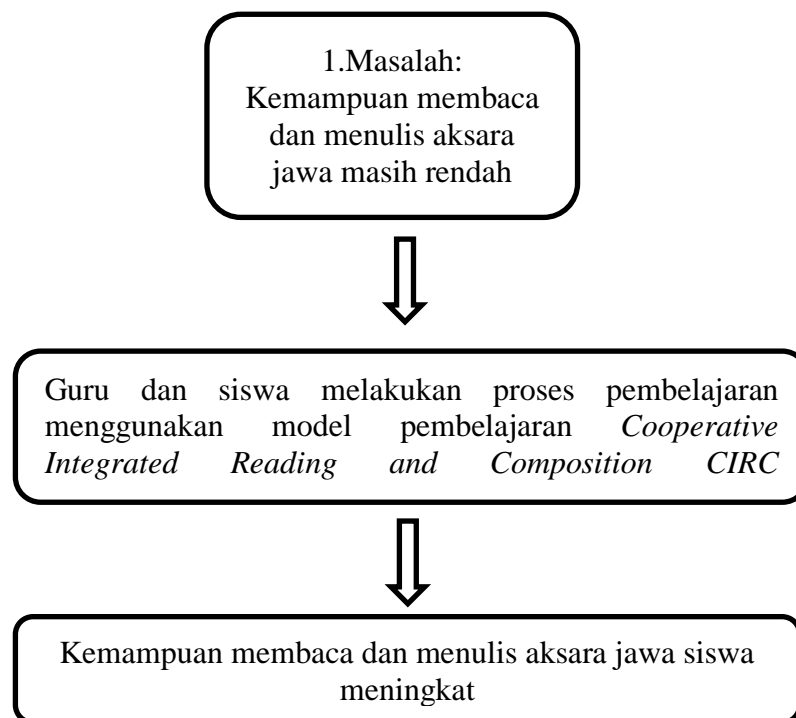 1.Masalah:
Kemampuan membaca
dan menulis aksara
jawa masih rendah
Guru dan siswa melakukan proses pembelajaran
menggunakan model pembelajaran Cooperative
Integrated Reading and Composition CIRC
Kemampuan membaca dan menulis aksara jawa siswa
meningkat